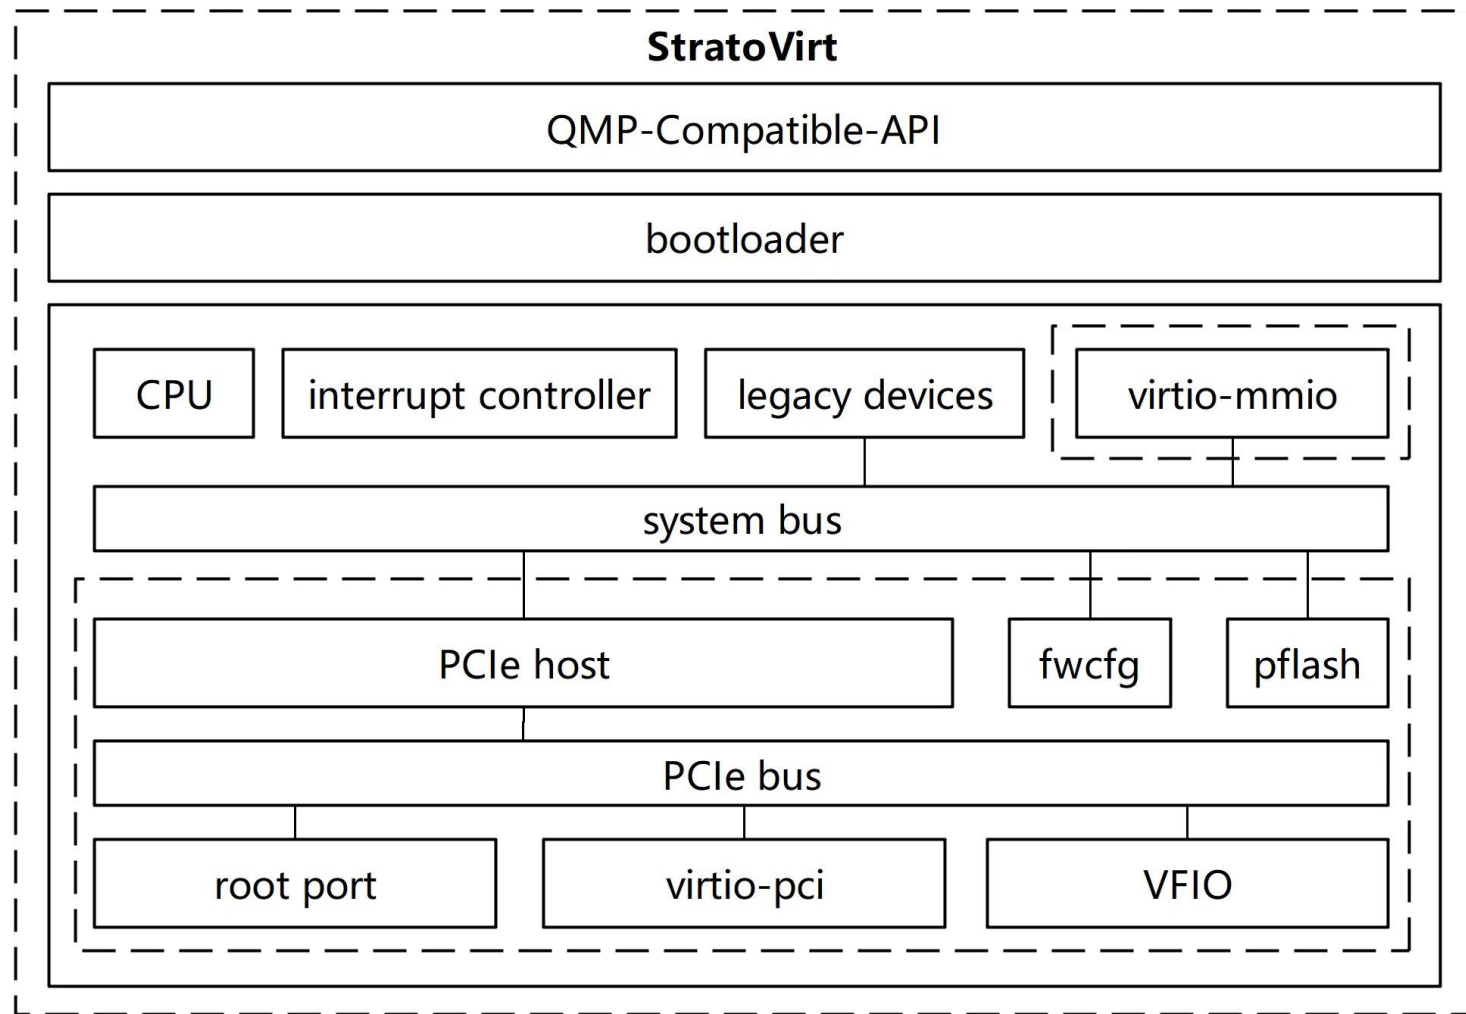 StratoVirt
QMP-Compatible-API
bootloader
CPU
interrupt controller
legacy devices
virtio-mmio
system bus
PCIe host
fwcfg
pflash
PCIe bus
root port
virtio-pci
VFIO